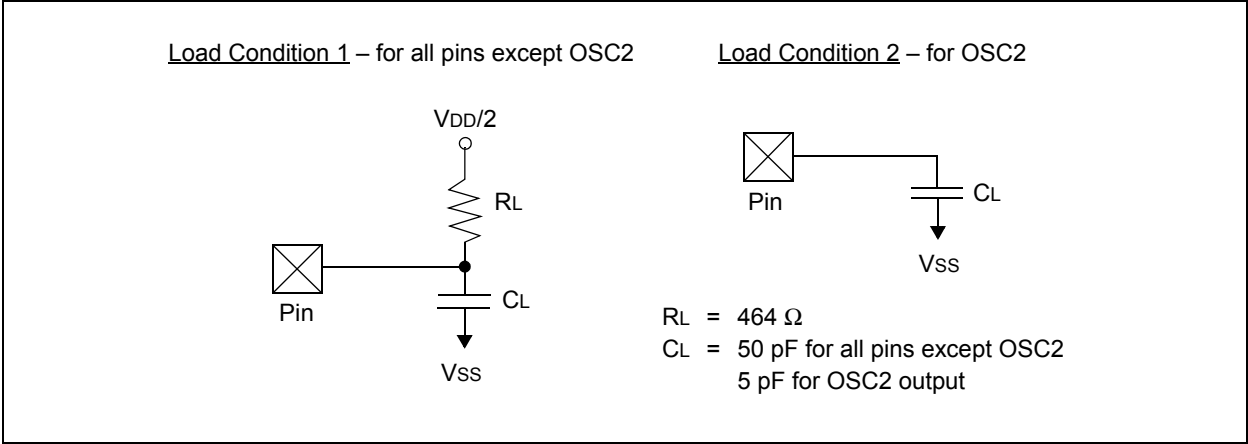 Load Condition 1 – for all pins except OSC2
Load Condition 2 – for OSC2
VDD/2
RL
Pin
CL
VSS
Pin
CL
VSS
RL = 464 Ω
CL = 50 pF for all pins except OSC2
5 pF for OSC2 output